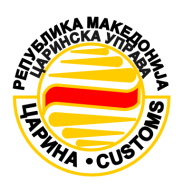 РЕПУБЛИКА МАКЕДОНИЈА
ЦАРИНСКА УПРАВА
ЦАРИНА • CUSTOMS